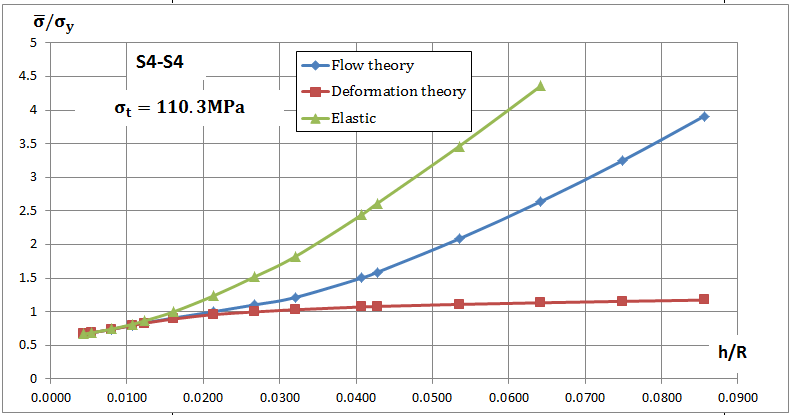 σ̅/σy
5
4.5
4
3.5
3
2.5
2
1.5
1
0.5
0
S4-S4
σt = 110.3MPa
Flow theory
Deformation theory
Elastic
h/R
0.0000 0.0100 0.0200 0.0300 0.0400 0.0500 0.0600 0.0700 0.0800 0.0900